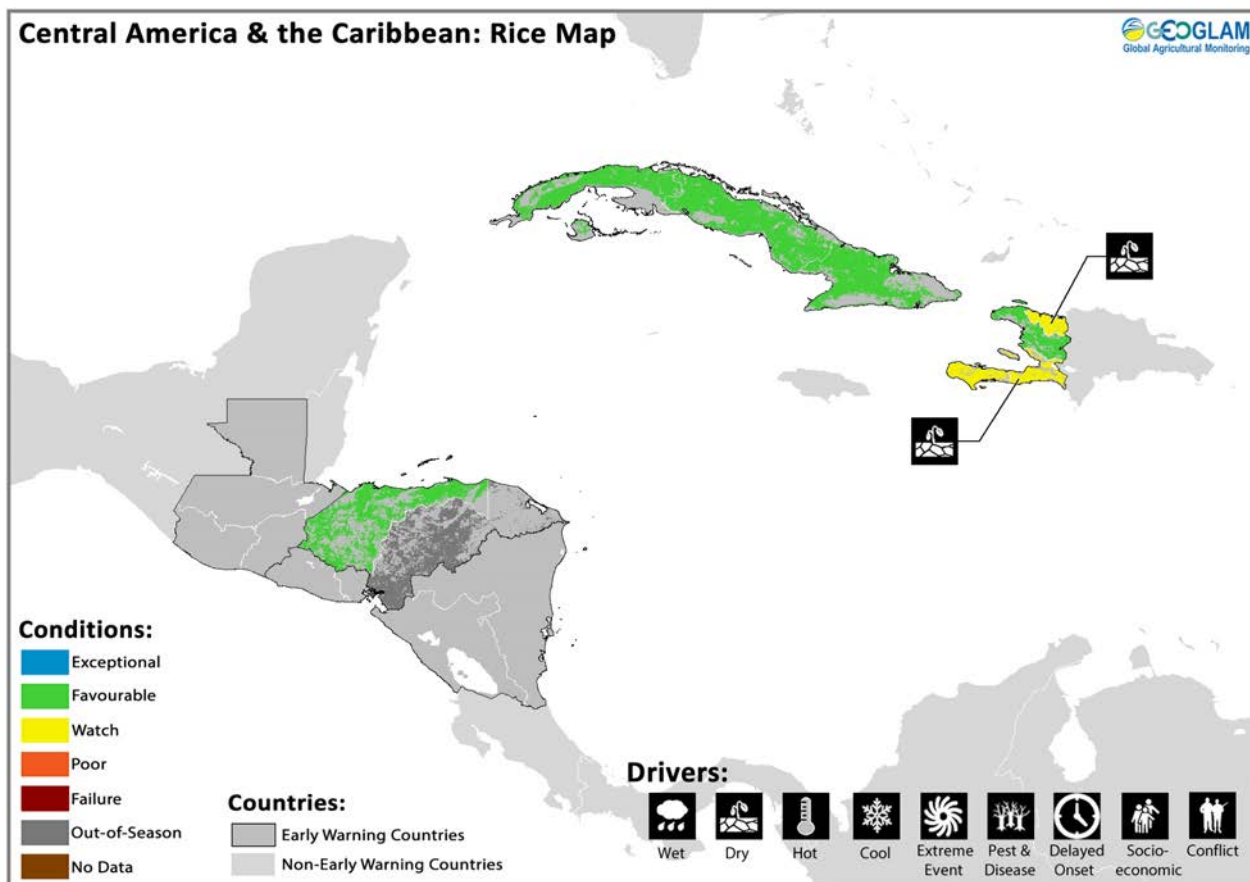 Central America & the Caribbean: Rice Map
GEOGLAM
Global Agricultural Monitoring
Conditions:
Exceptional
Favourable
Watch
Poor
Failure
Out-of-Season
No Data
Countries:
Early Warning Countries
Non-Early Warning Countries
Drivers:
Wet
Dry
Hot
Cool
Extreme
Event
Pest &
Disease
Delayed
Onset
Socio-
economic
Conflict